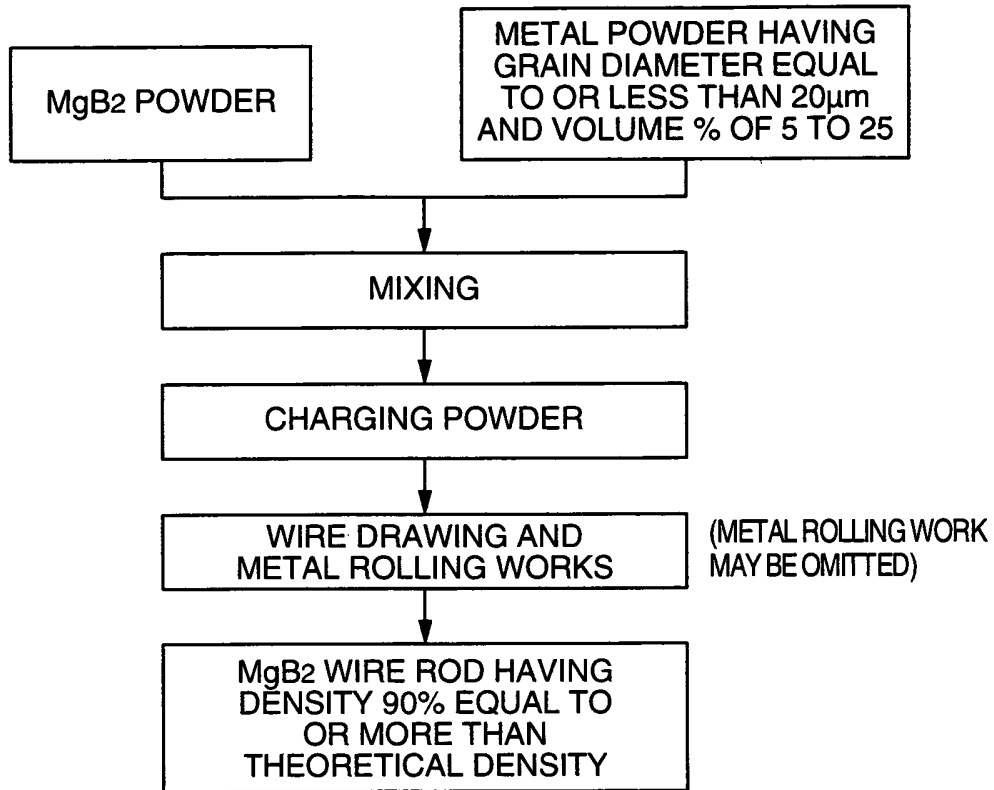 MgB2 POWDER
METAL POWDER HAVING
GRAIN DIAMETER EQUAL
TO OR LESS THAN 20μm
AND VOLUME % OF 5 TO 25
MIXING
CHARGING POWDER
WIRE DRAWING AND
METAL ROLLING WORKS
(METAL ROLLING WORK
MAY BE OMITTED)
MgB2 WIRE ROD HAVING
DENSITY 90% EQUAL TO
OR MORE THAN
THEORETICAL DENSITY